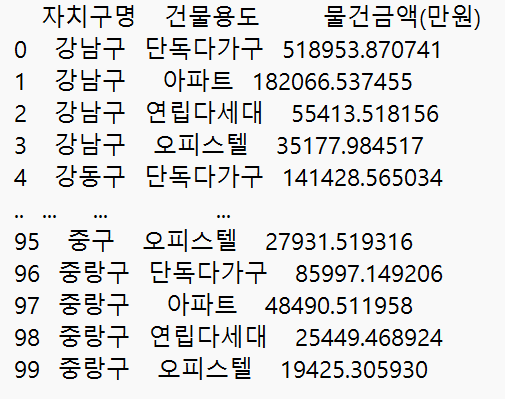 자치구명 건물용도 물건금액(만원)
0 강남구 단독다가구 518953.870741
1 강남구 아파트 182066.537455
2 강남구 연립다세대 55413.518156
3 강남구 오피스텔 35177.984517
4 강동구 단독다가구 141428.565034
.. ... ... ...
95 중구 오피스텔 27931.519316
96 중랑구 단독다가구 85997.149206
97 중랑구 아파트 48490.511958
98 중랑구 연립다세대 25449.468924
99 중랑구 오피스텔 19425.305930